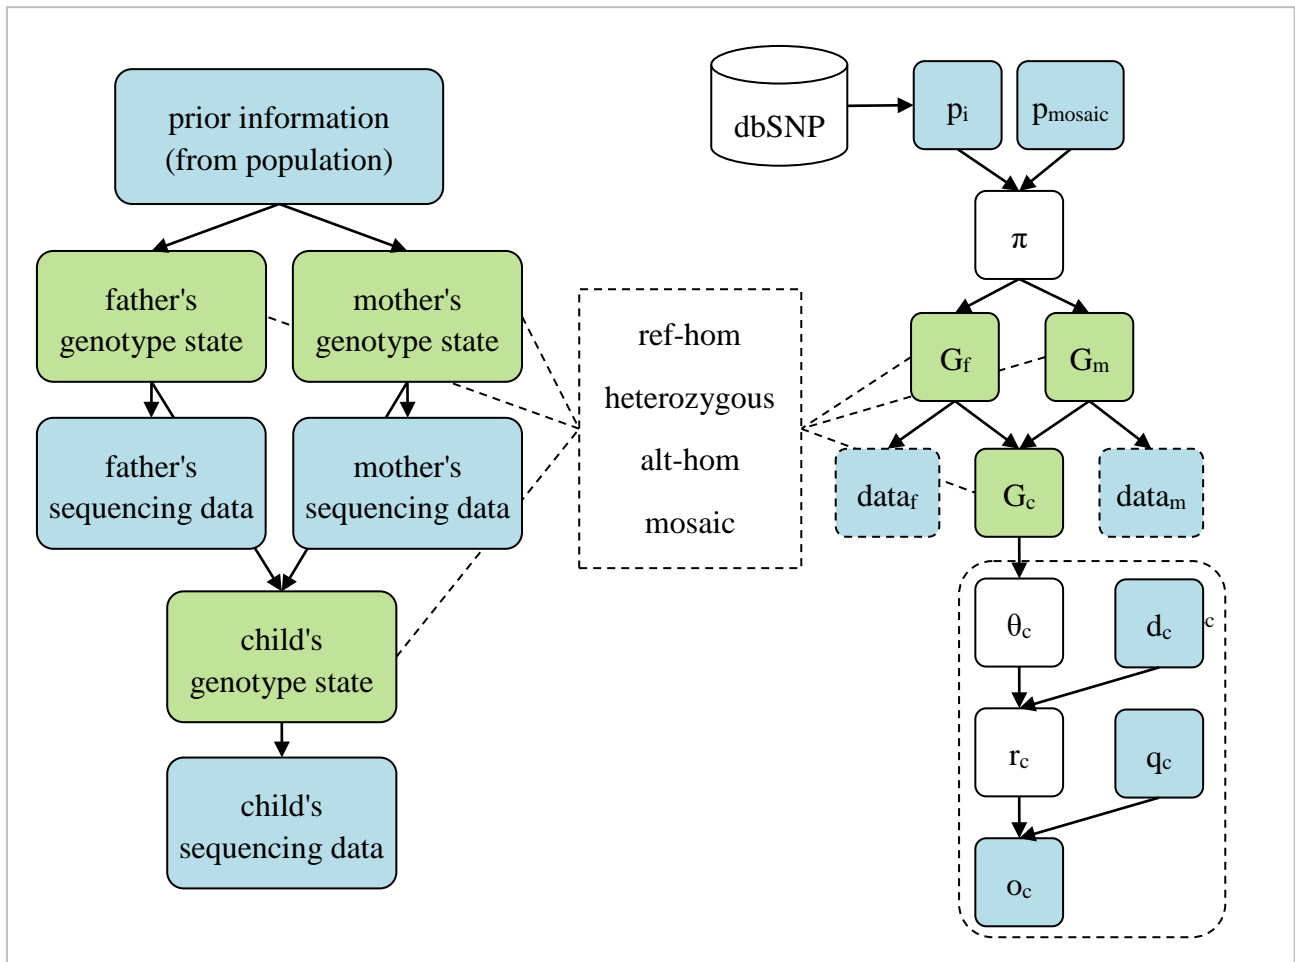 prior information
(from population)
father's
genotype state
mother's
genotype state
father's
sequencing data
mother's
sequencing data
child's
genotype state
child's
sequencing data
ref-hom
heterozygous
alt-hom
mosaic
dbSNP
pi
pmosaic
π
Gf
Gm
dataf
Gc
datam
θc
dc
c
rc
qc
oc